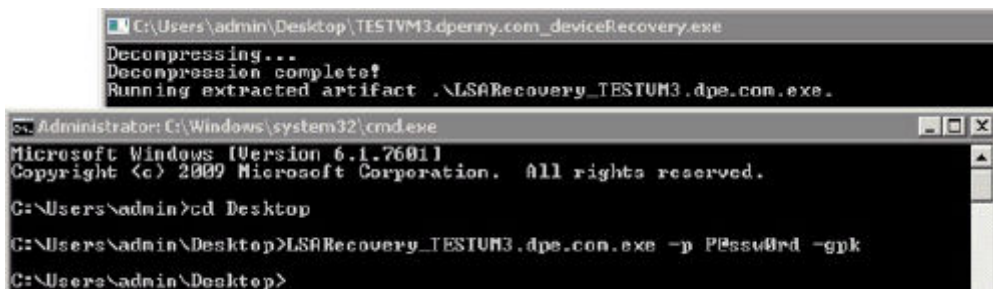 C:\Users\admin\Desktop\TESTVM3.dpenny.com_deviceRecovery.exe
Decompressing...
Decompression complete!
Running extracted artifact .\LSARecovery_TESTVM3.dpe.com.exe.
Administrator: C:\Windows\system32\cmd.exe
Microsoft Windows [Version 6.1.7601]
Copyright (c) 2009 Microsoft Corporation.  All rights reserved.
C:\Users\admin>cd Desktop
C:\Users\admin\Desktop>LSARecovery_TESTVM3.dpe.com.exe -p P@ssw0rd -gpk
C:\Users\admin\Desktop>